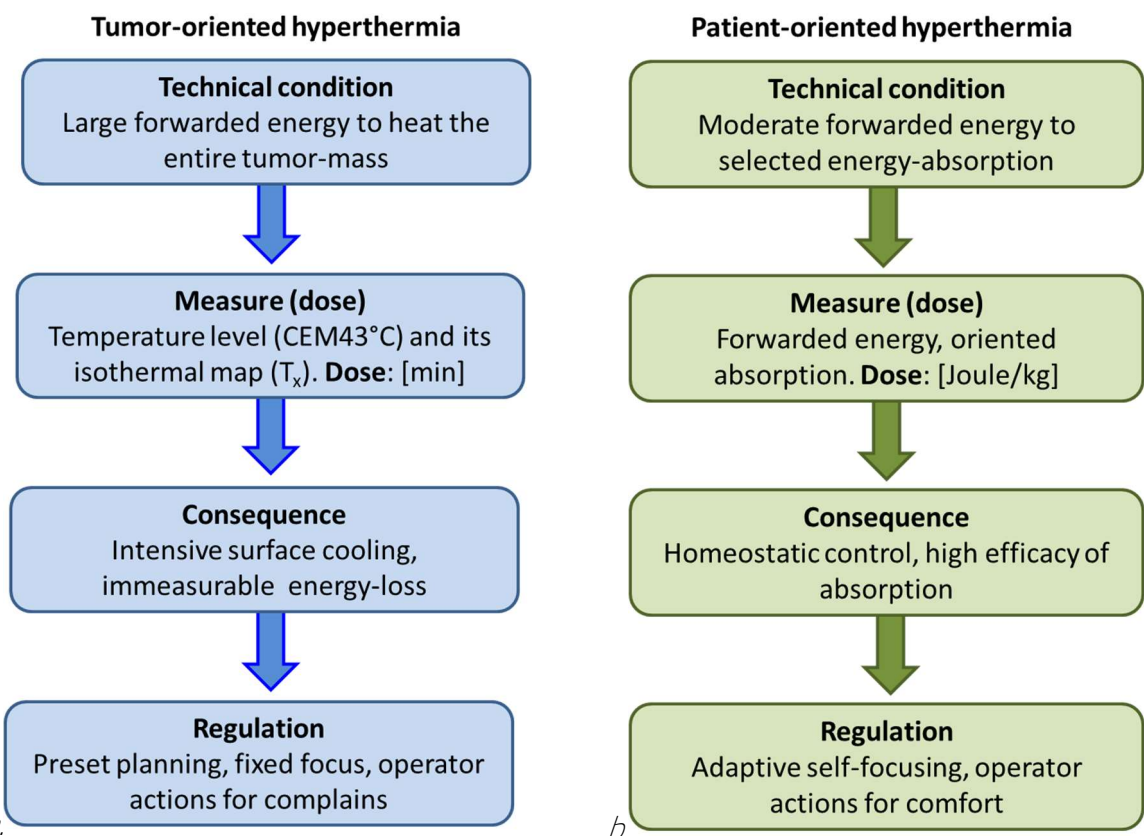 Tumor-oriented hyperthermia
Technical condition
Large forwarded energy to heat the
entire tumor-mass
Measure (dose)
Temperature level (CEM43°C) and its
isothermal map (Tₓ). Dose: [min]
Consequence
Intensive surface cooling,
immeasurable energy-loss
Regulation
Preset planning, fixed focus, operator
actions for complains
Patient-oriented hyperthermia
Technical condition
Moderate forwarded energy to
selected energy-absorption
Measure (dose)
Forwarded energy, oriented
absorption. Dose: [Joule/kg]
Consequence
Homeostatic control, high efficacy of
absorption
Regulation
Adaptive self-focusing, operator
actions for comfort